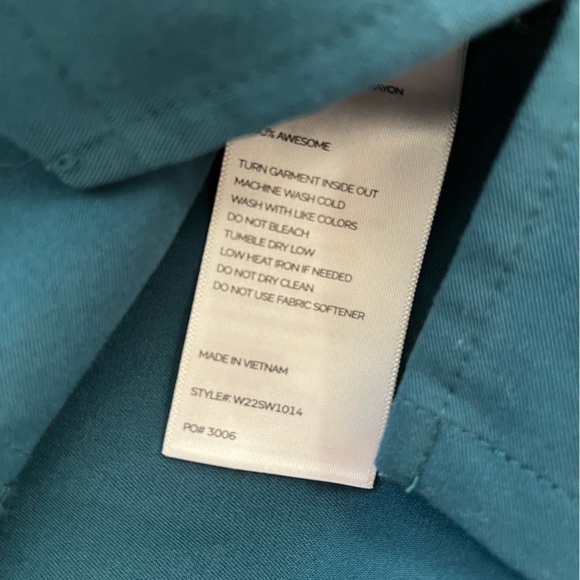 AWESOME
TURN GARMENT INSIDE OUT
MACHINE WASH COLD
WASH WITH LIKE COLORS
DO NOT BLEACH
TUMBLE DRY LOW
LOW HEAT IRON IF NEEDED
DO NOT DRY CLEAN
DO NOT USE FABRIC SOFTENER
MADE IN VIETNAM
STYLE#: W22SW1014
PO# 3006